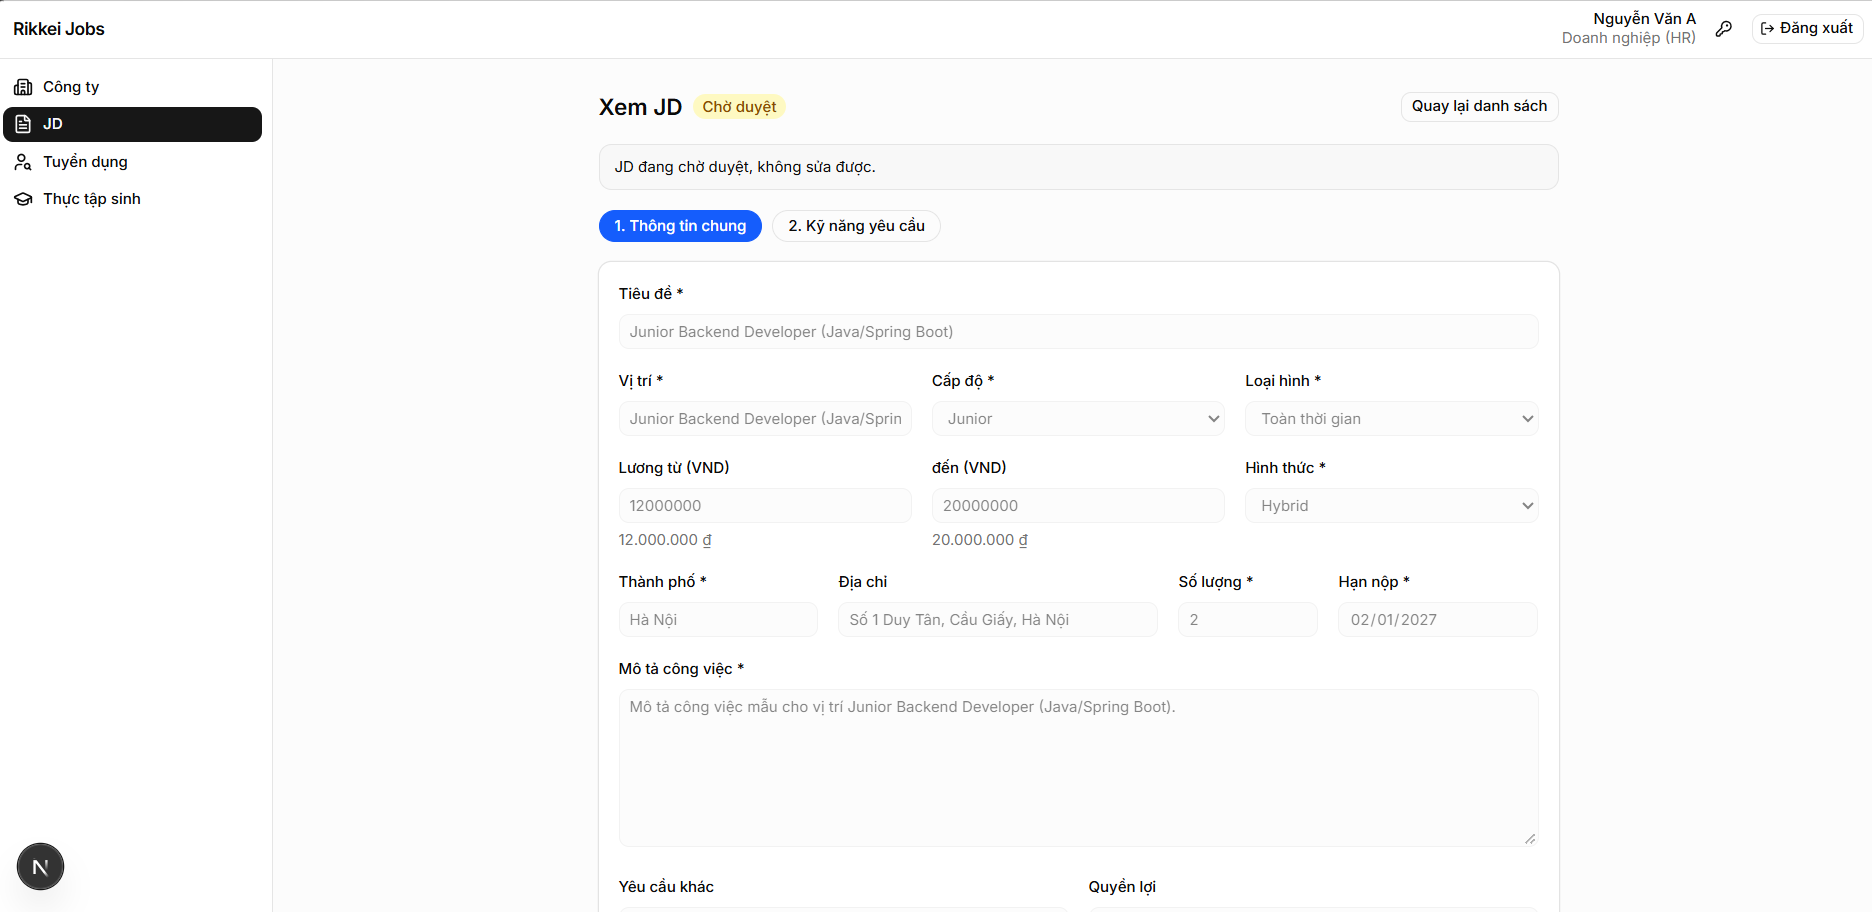 Rikkei Jobs
Nguyễn Văn A
Doanh nghiệp (HR)
Đăng xuất
Công ty
JD
Tuyển dụng
Thực tập sinh
Xem JD
Chờ duyệt
Quay lại danh sách
JD đang chờ duyệt, không sửa được.
1. Thông tin chung
2. Kỹ năng yêu cầu
Tiêu đề *
Junior Backend Developer (Java/Spring Boot)
Vị trí *
Cấp độ *
Loại hình *
Junior Backend Developer (Java/Sprin
Junior
Toàn thời gian
Lương từ (VND)
đến (VND)
Hình thức *
12000000
20000000
Hybrid
12.000.000 ₫
20.000.000 ₫
Thành phố *
Địa chỉ
Số lượng *
Hạn nộp *
Hà Nội
Số 1 Duy Tân, Cầu Giấy, Hà Nội
2
02/01/2027
Mô tả công việc *
Mô tả công việc mẫu cho vị trí Junior Backend Developer (Java/Spring Boot).
N
Yêu cầu khác
Quyền lợi